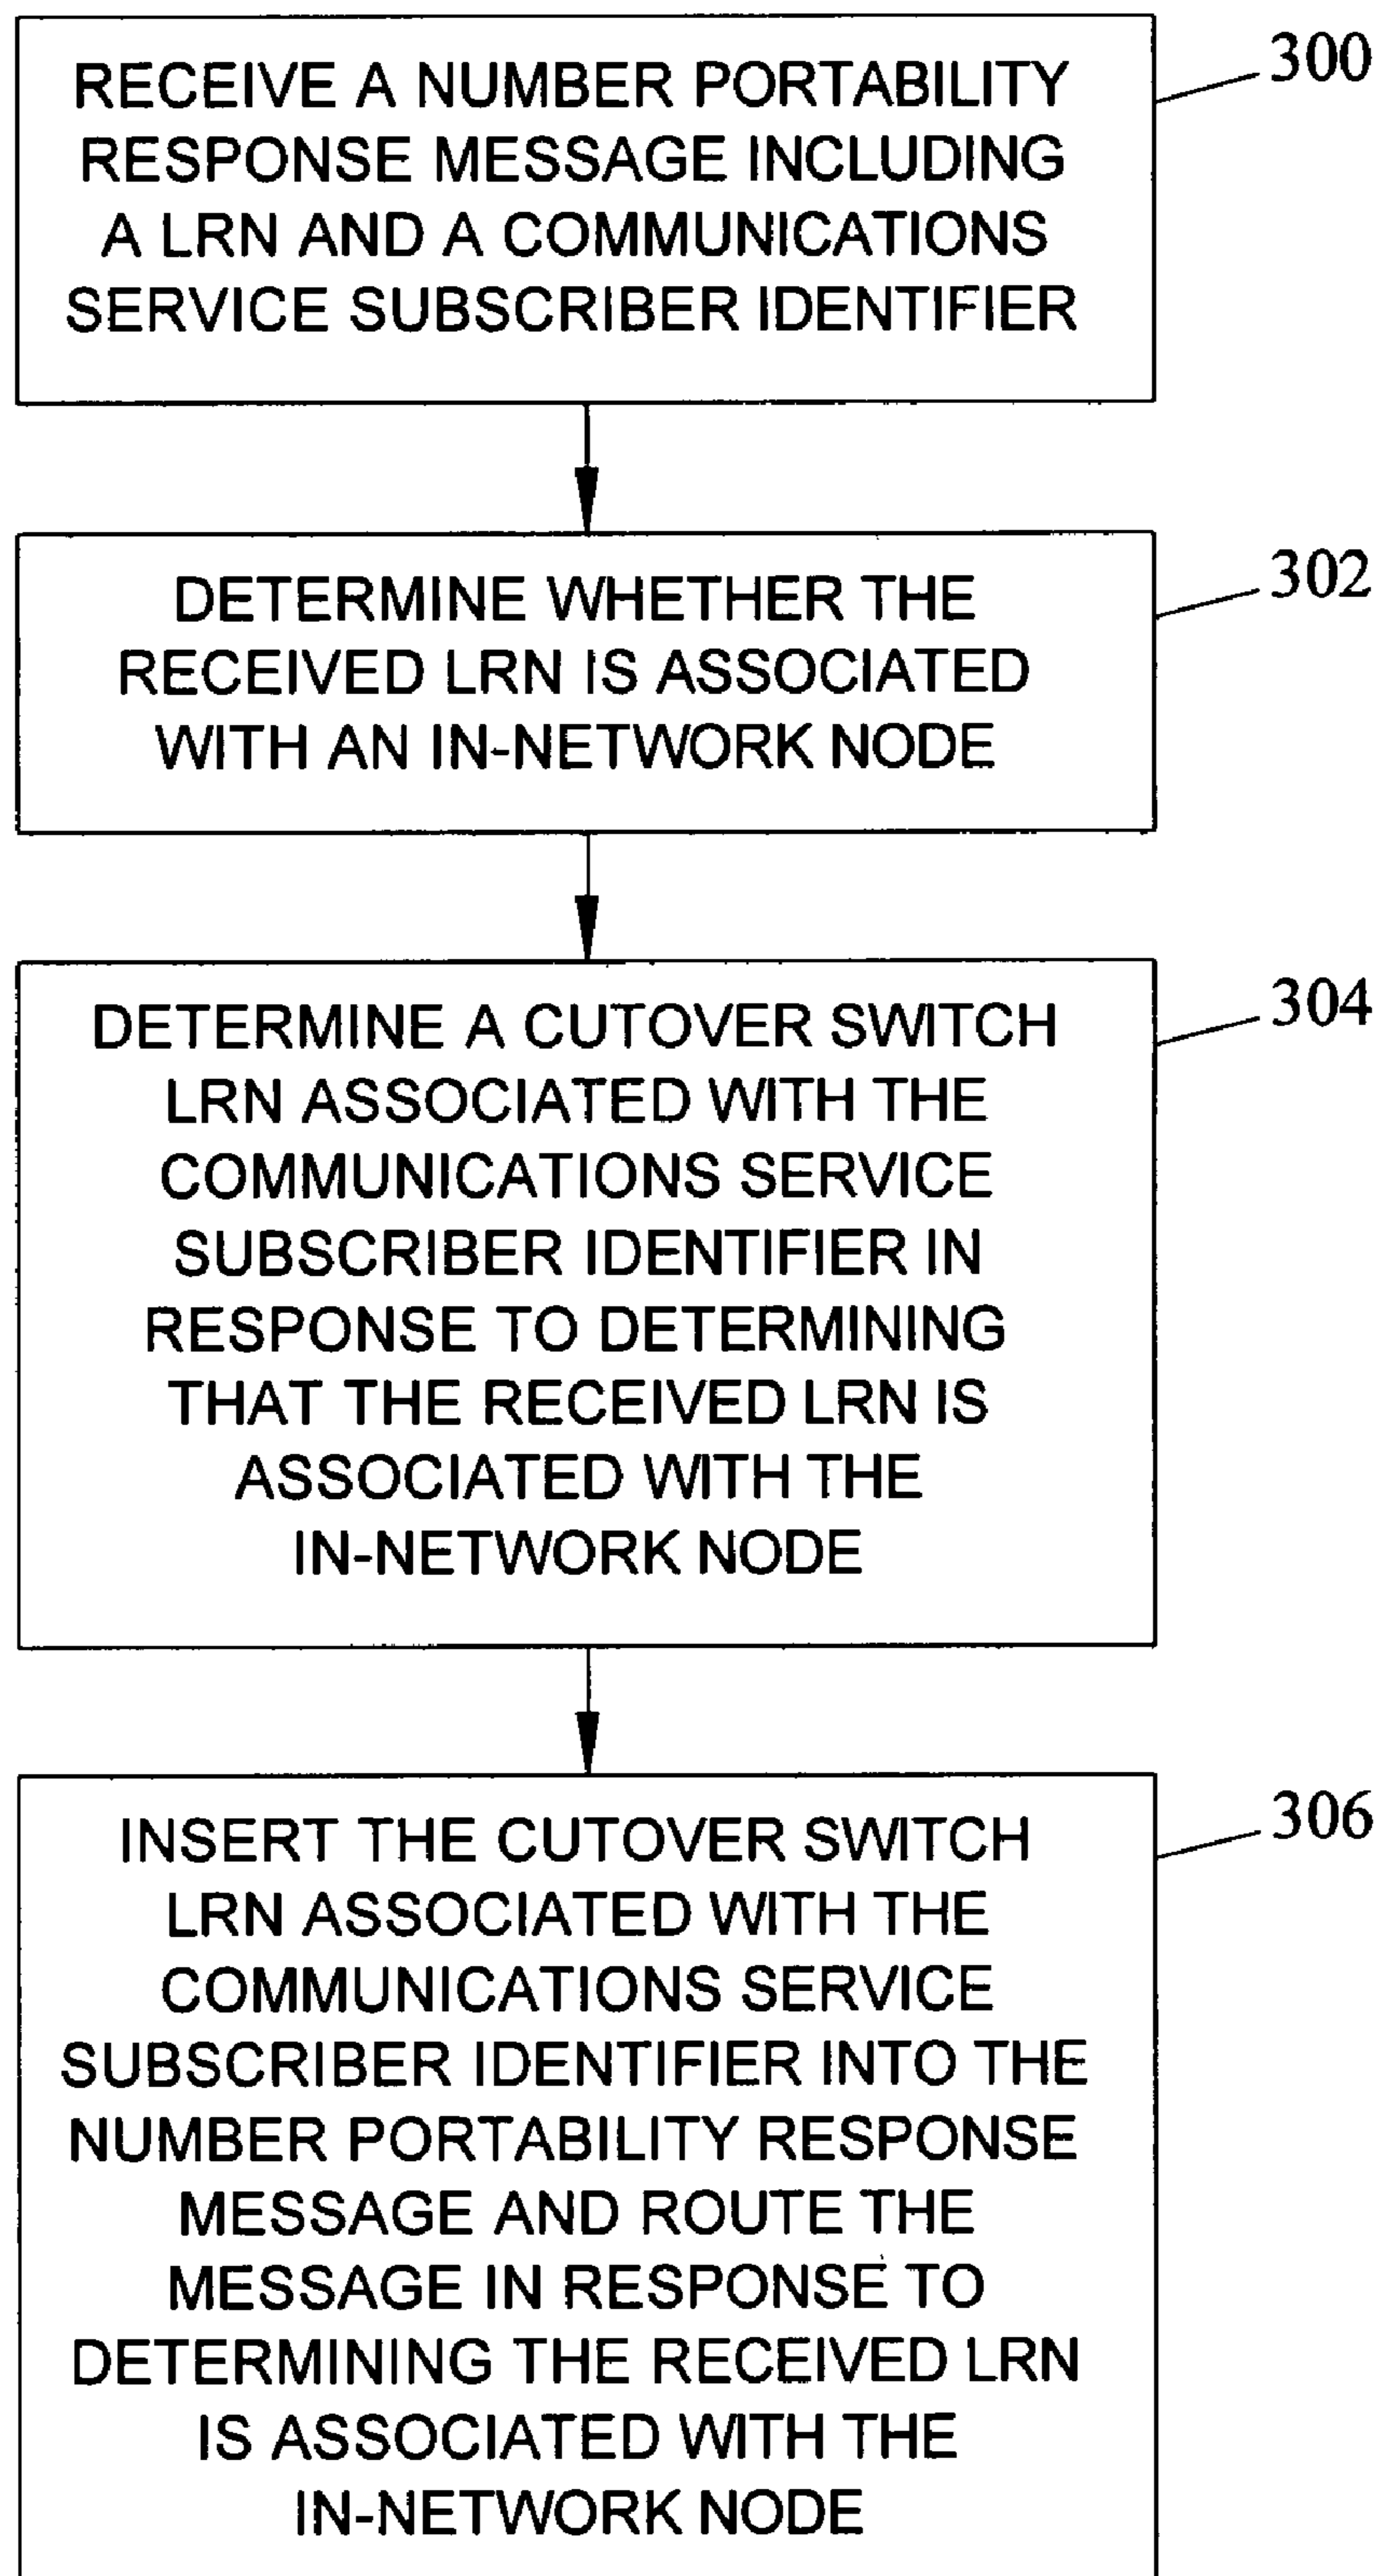 RECEIVE A NUMBER PORTABILITY
RESPONSE MESSAGE INCLUDING
A LRN AND A COMMUNICATIONS
SERVICE SUBSCRIBER IDENTIFIER
300
DETERMINE WHETHER THE
RECEIVED LRN IS ASSOCIATED
WITH AN IN-NETWORK NODE
302
DETERMINE A CUTOVER SWITCH
LRN ASSOCIATED WITH THE
COMMUNICATIONS SERVICE
SUBSCRIBER IDENTIFIER IN
RESPONSE TO DETERMINING
THAT THE RECEIVED LRN IS
ASSOCIATED WITH THE
IN-NETWORK NODE
304
INSERT THE CUTOVER SWITCH
LRN ASSOCIATED WITH THE
COMMUNICATIONS SERVICE
SUBSCRIBER IDENTIFIER INTO THE
NUMBER PORTABILITY RESPONSE
MESSAGE AND ROUTE THE
MESSAGE IN RESPONSE TO
DETERMINING THE RECEIVED LRN
IS ASSOCIATED WITH THE
IN-NETWORK NODE
306